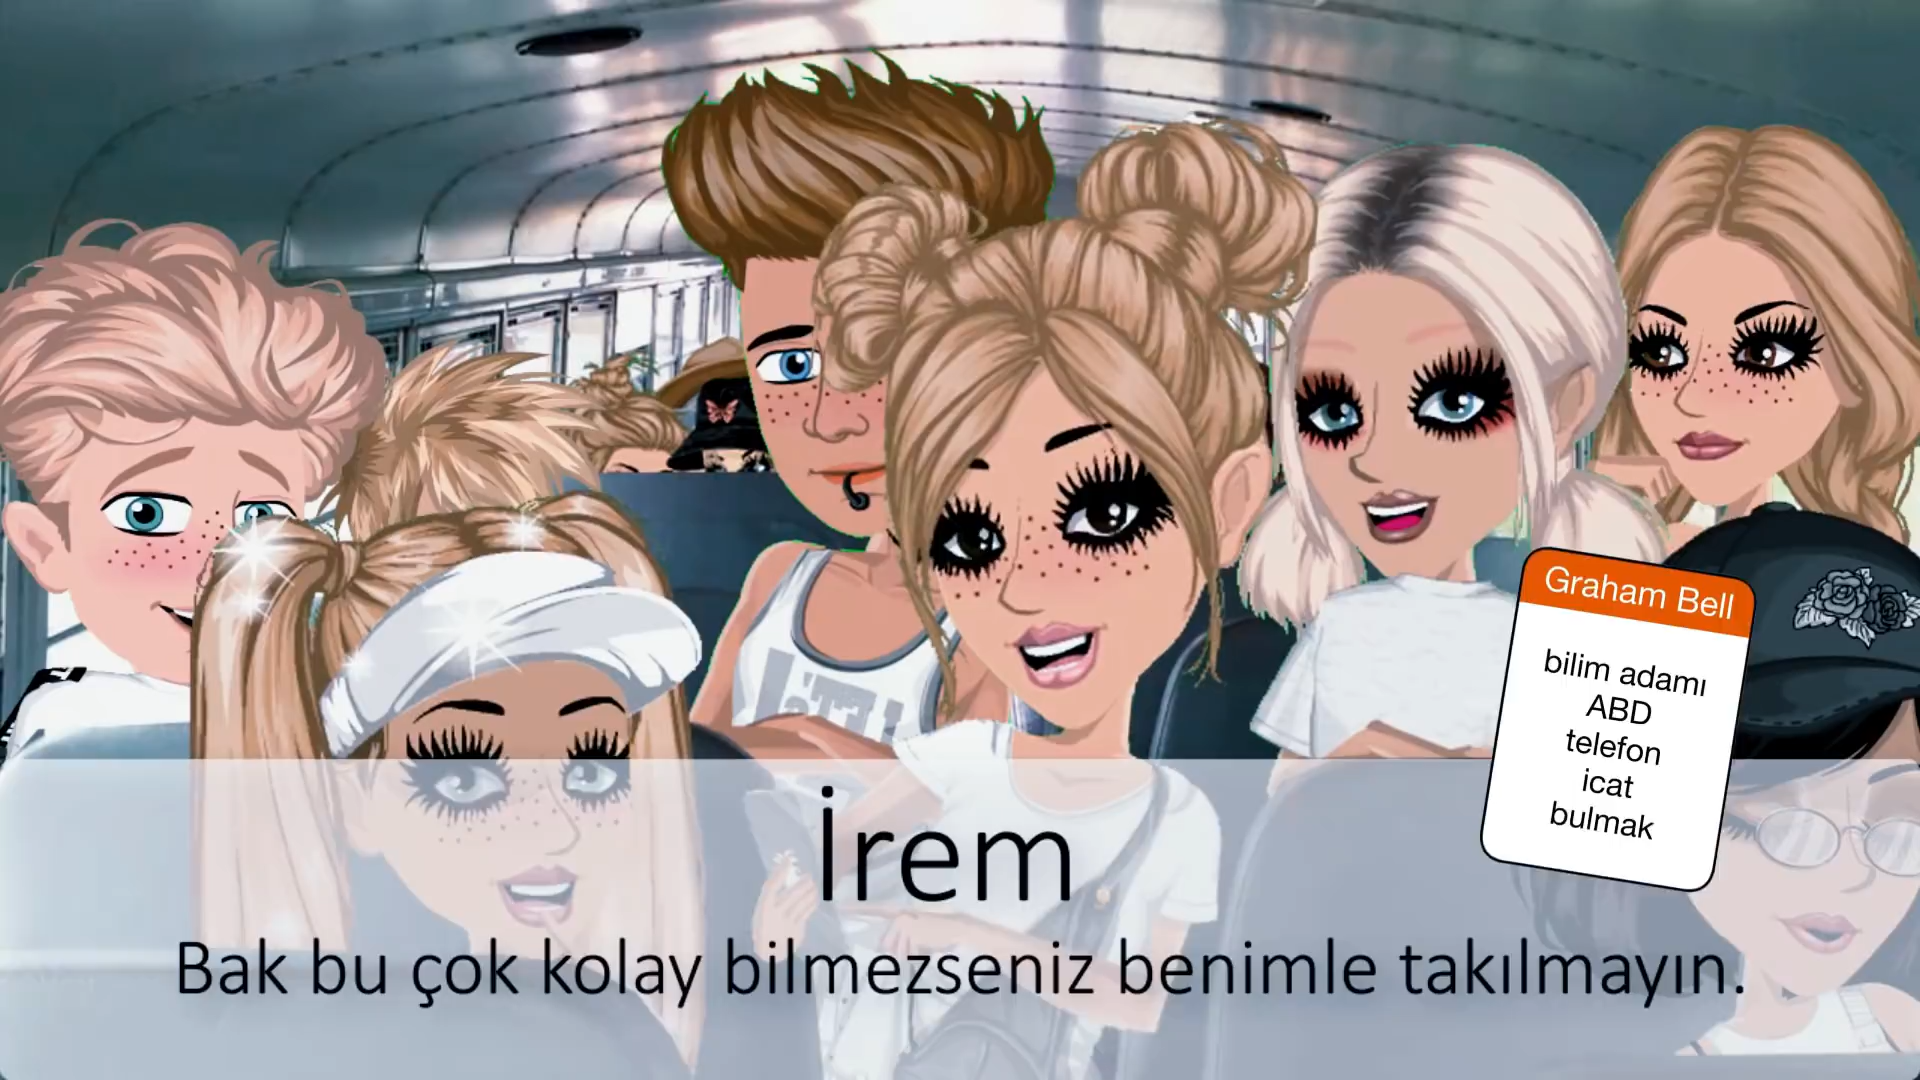 Graham Bell
bilim adamı
ABD
telefon
icat
bulmak
İrem
Bak bu çok kolay bilmezseniz benimle takılmayın.